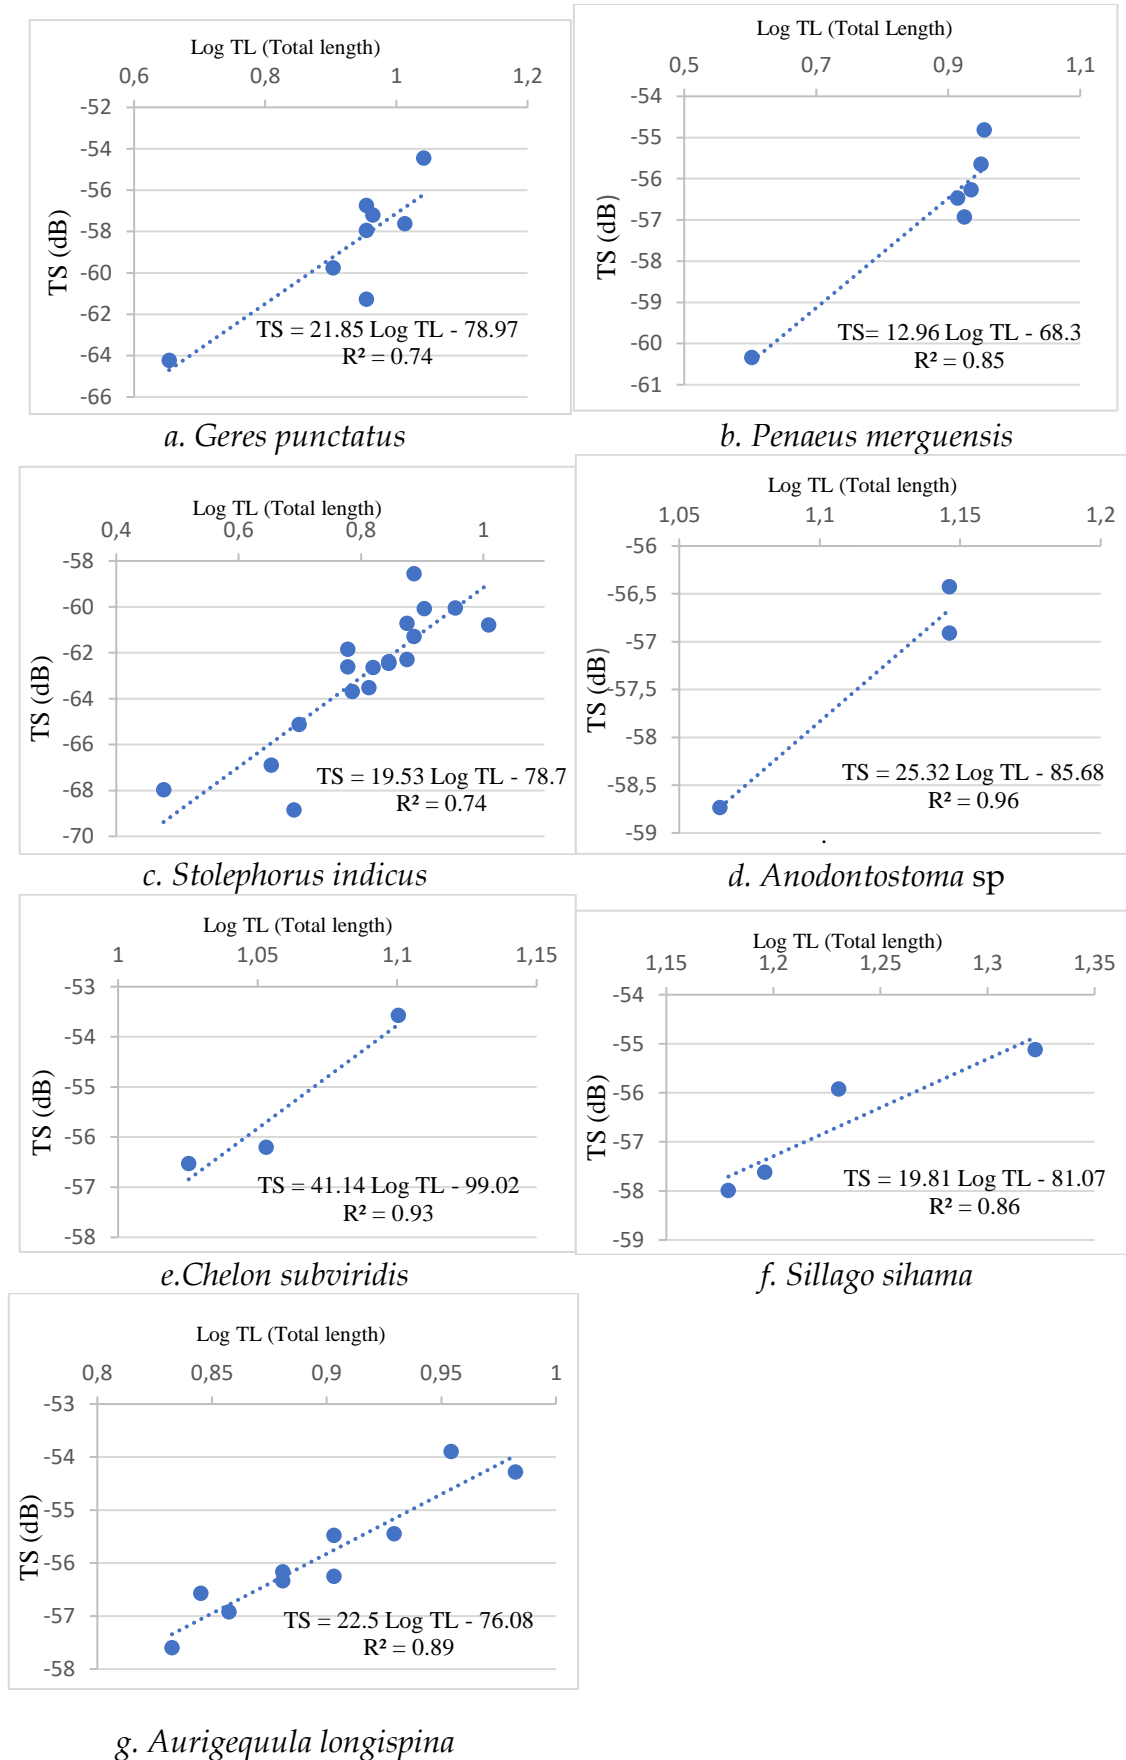 Log TL (Total length)
0,6 0,8 1 1,2
-52
-54
-56
-58
-60
-62
-64
-66
TS (dB)
TS = 21.85 Log TL - 78.97
R² = 0.74
a. Geres punctatus
Log TL (Total Length)
0,5 0,7 0,9 1,1
-54
-55
-56
-57
-58
-59
-60
-61
TS (dB)
TS= 12.96 Log TL - 68.3
R² = 0.85
b. Penaeus merguensis
Log TL (Total length)
0,4 0,6 0,8 1
-58
-60
-62
-64
-66
-68
-70
TS (dB)
TS = 19.53 Log TL - 78.7
R² = 0.74
c. Stolephorus indicus
Log TL (Total length)
1,05 1,1 1,15 1,2
-56
-56,5
-57
-57,5
-58
-58,5
-59
TS (dB)
TS = 25.32 Log TL - 85.68
R² = 0.96
d. Anodontostoma sp
Log TL (Total length)
1 1,05 1,1 1,15
-53
-54
-55
-56
-57
-58
TS (dB)
TS = 41.14 Log TL - 99.02
R² = 0.93
e.Chelon subviridis
Log TL (Total length)
1,15 1,2 1,25 1,3 1,35
-54
-55
-56
-57
-58
-59
TS (dB)
TS = 19.81 Log TL - 81.07
R² = 0.86
f. Sillago sihama
Log TL (Total length)
0,8 0,85 0,9 0,95 1
-53
-54
-55
-56
-57
-58
TS (dB)
TS = 22.5 Log TL - 76.08
R² = 0.89
g. Aurigequula longispina